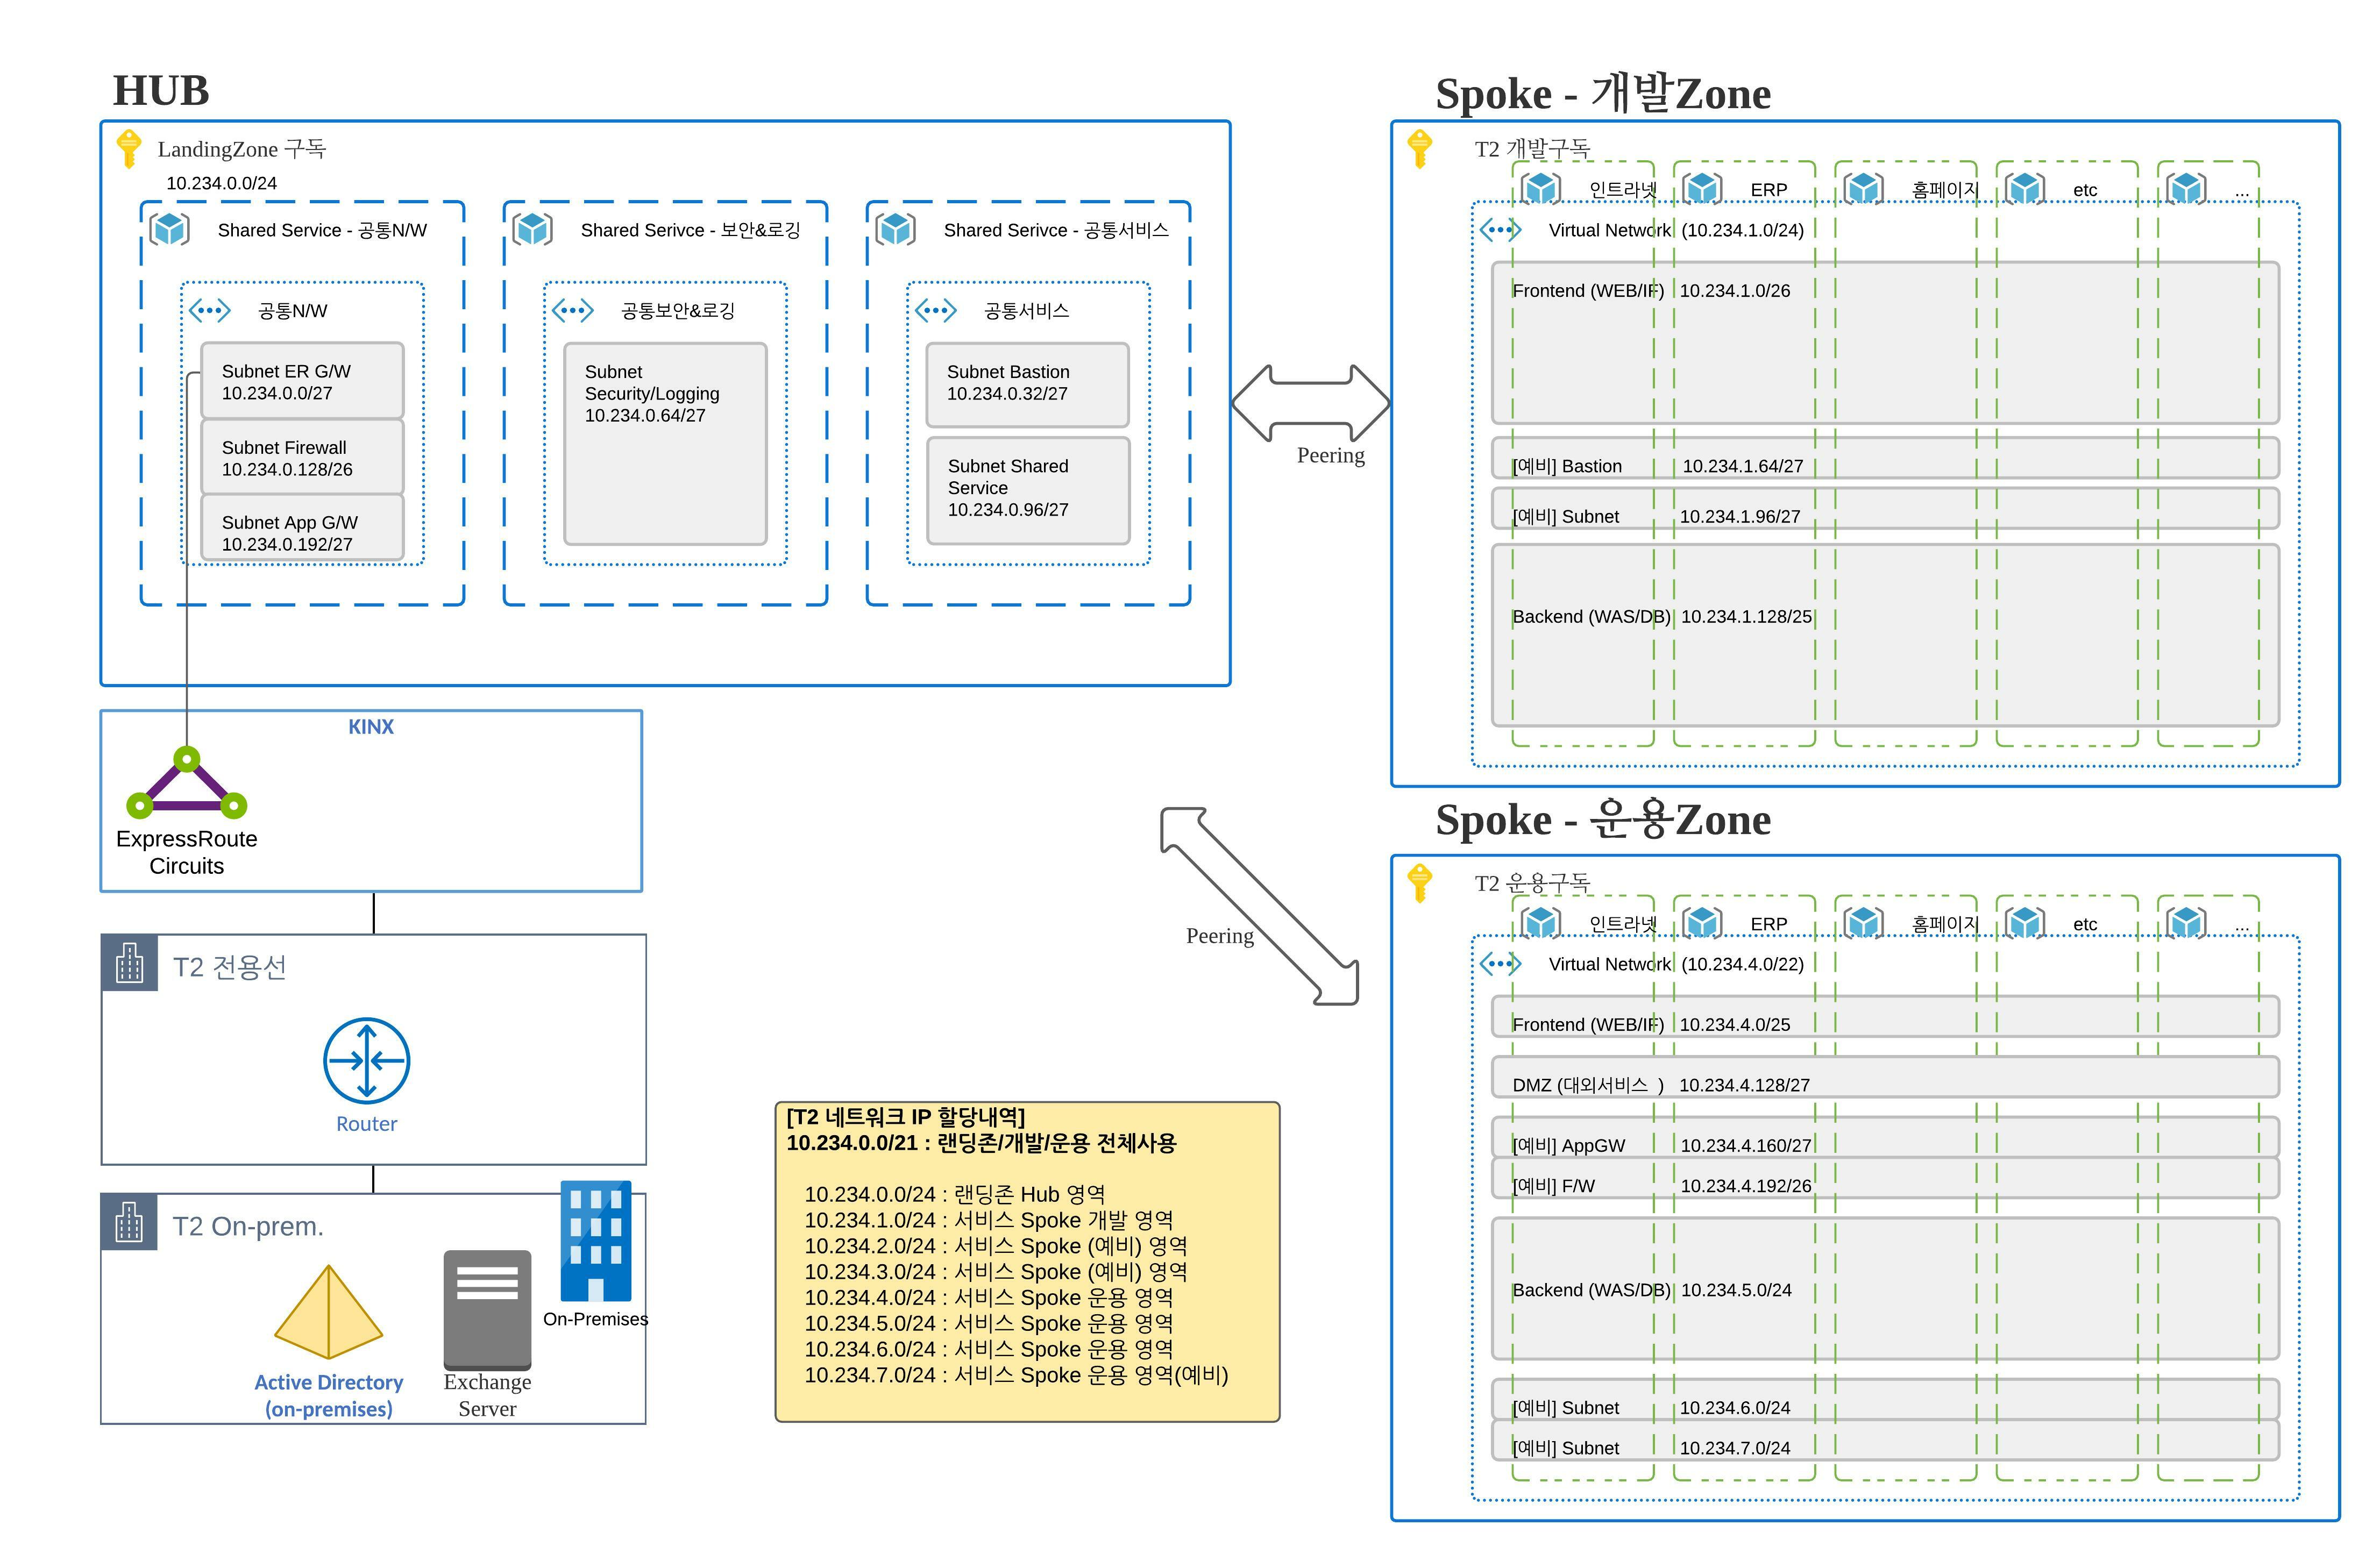 HUB
LandingZone 구독
10.234.0.0/24
Shared Service - 공통N/W
공통N/W
Subnet ER G/W
10.234.0.0/27
Subnet Firewall
10.234.0.128/26
Subnet App G/W
10.234.0.192/27
Shared Serivce - 보안&로깅
공통보안&로깅
Subnet
Security/Logging
10.234.0.64/27
Shared Serivce - 공통서비스
공통서비스
Subnet Bastion
10.234.0.32/27
Subnet Shared
Service
10.234.0.96/27
Peering
Spoke - 개발Zone
T2 개발구독
인트라넷
ERP
홈페이지
etc
...
Virtual Network (10.234.1.0/24)
Frontend (WEB/IF) 10.234.1.0/26
[예비] Bastion 10.234.1.64/27
[예비] Subnet 10.234.1.96/27
Backend (WAS/DB) 10.234.1.128/25
KINX
ExpressRoute
Circuits
T2 전용선
Router
T2 On-prem.
On-Premises
Active Directory
(on-premises)
Exchange
Server
Peering
[T2 네트워크 IP 할당내역]
10.234.0.0/21 : 랜딩존/개발/운용 전체사용
10.234.0.0/24 : 랜딩존 Hub 영역
10.234.1.0/24 : 서비스 Spoke 개발 영역
10.234.2.0/24 : 서비스 Spoke (예비) 영역
10.234.3.0/24 : 서비스 Spoke (예비) 영역
10.234.4.0/24 : 서비스 Spoke 운용 영역
10.234.5.0/24 : 서비스 Spoke 운용 영역
10.234.6.0/24 : 서비스 Spoke 운용 영역
10.234.7.0/24 : 서비스 Spoke 운용 영역(예비)
Spoke - 운용Zone
T2 운용구독
인트라넷
ERP
홈페이지
etc
...
Virtual Network (10.234.4.0/22)
Frontend (WEB/IF) 10.234.4.0/25
DMZ (대외서비스 ) 10.234.4.128/27
[예비] AppGW 10.234.4.160/27
[예비] F/W 10.234.4.192/26
Backend (WAS/DB) 10.234.5.0/24
[예비] Subnet 10.234.6.0/24
[예비] Subnet 10.234.7.0/24